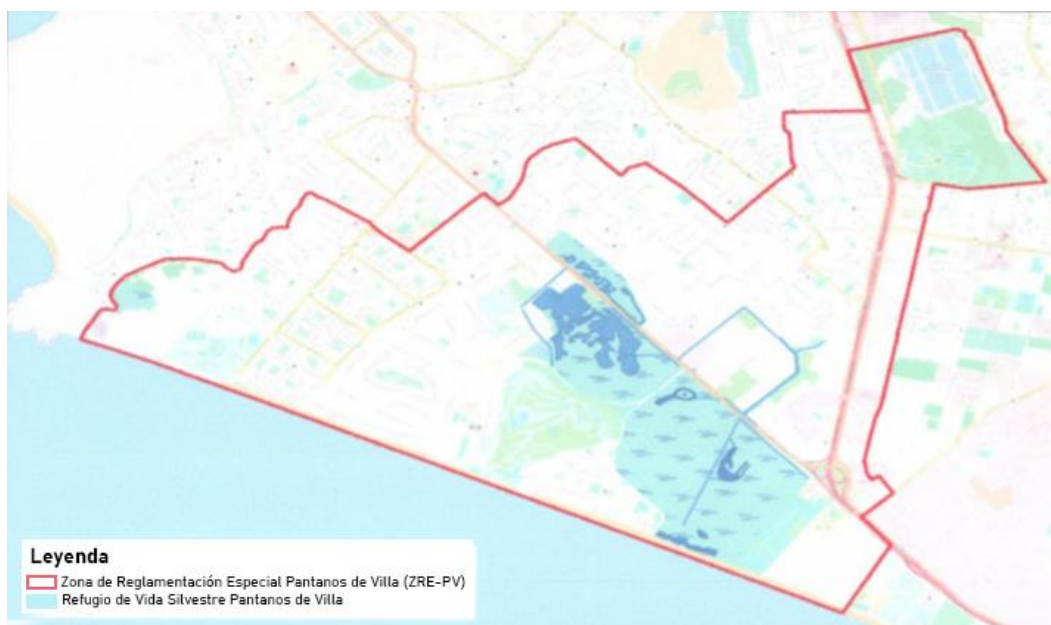 Leyenda
Zona de Reglamentación Especial Pantanos de Villa (ZRE-PV)
Refugio de Vida Silvestre Pantanos de Villa